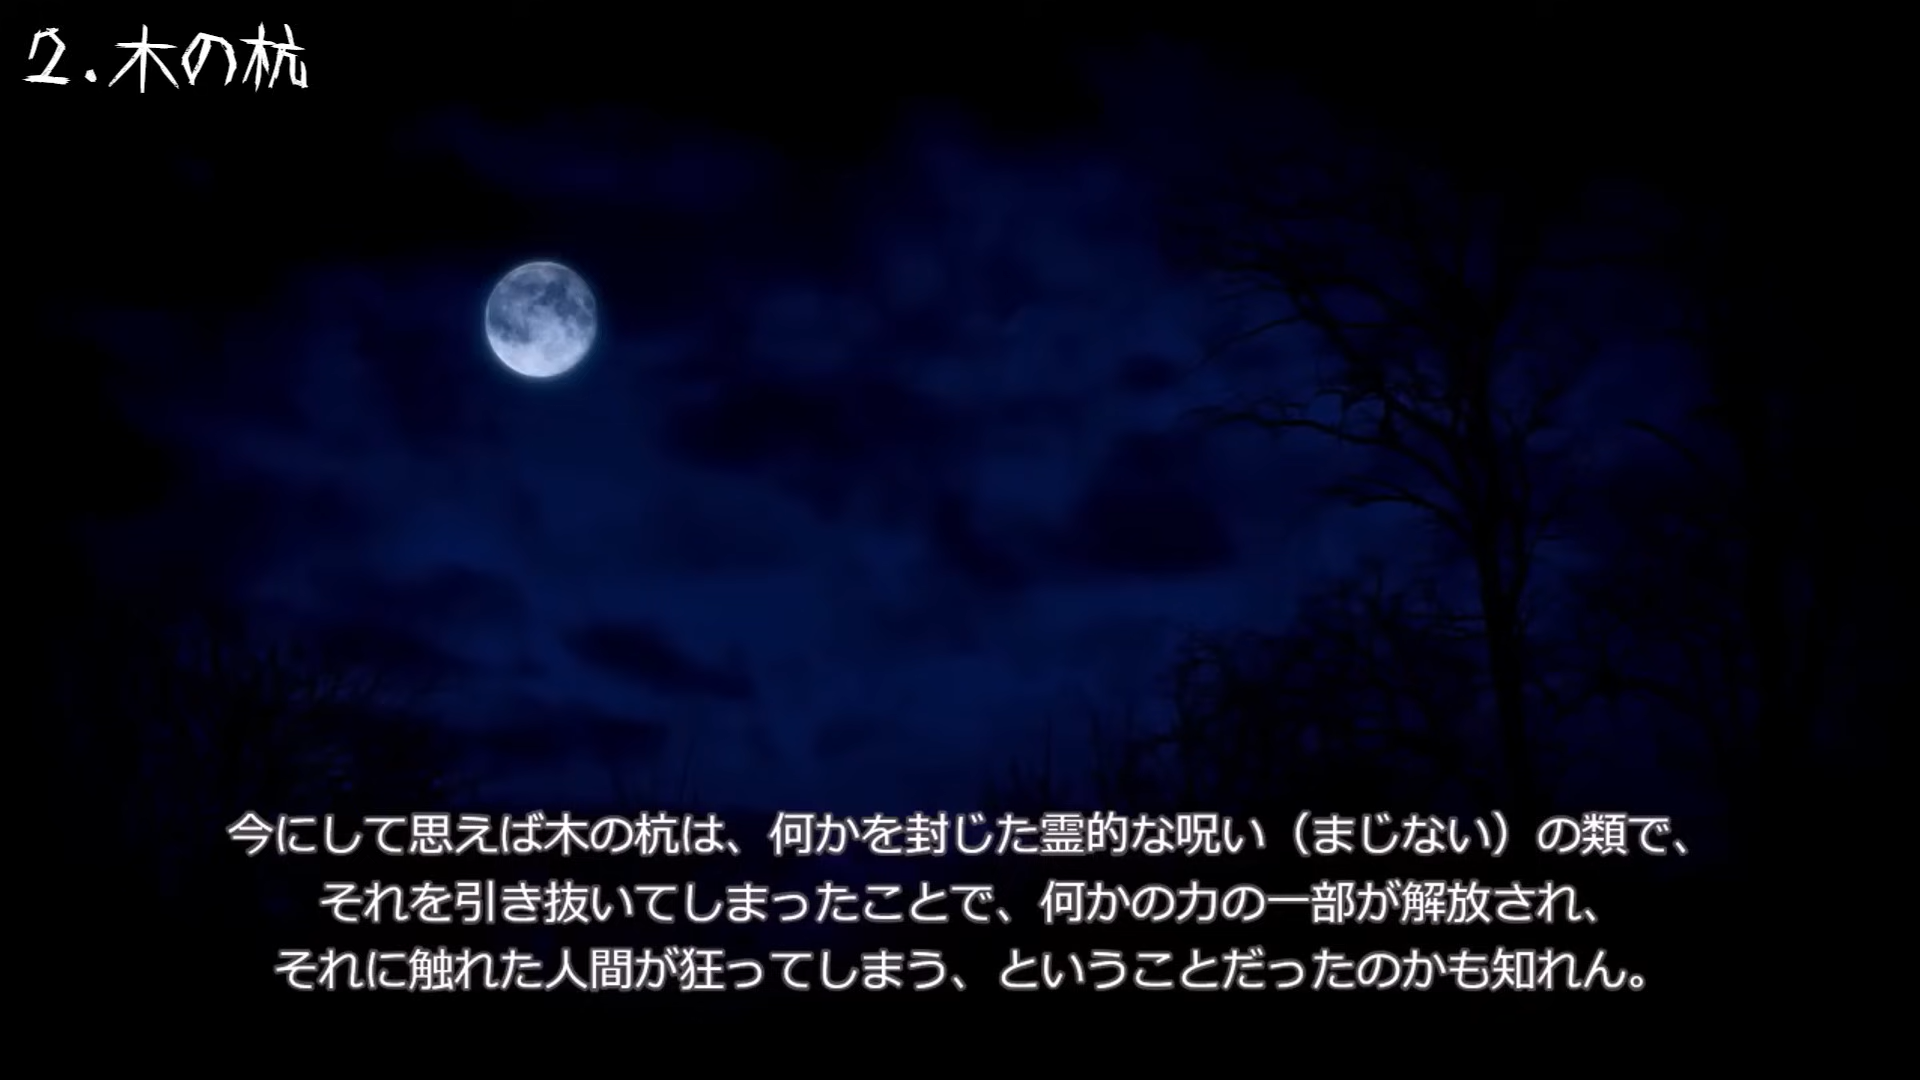 2.木の杭
今にして思えば木の杭は、何かを封じた霊的な呪い（まじない）の類で、
それを引き抜いてしまったことで、何かの力の一部が解放され、
それに触れた人間が狂ってしまう、ということだったのかも知れん。